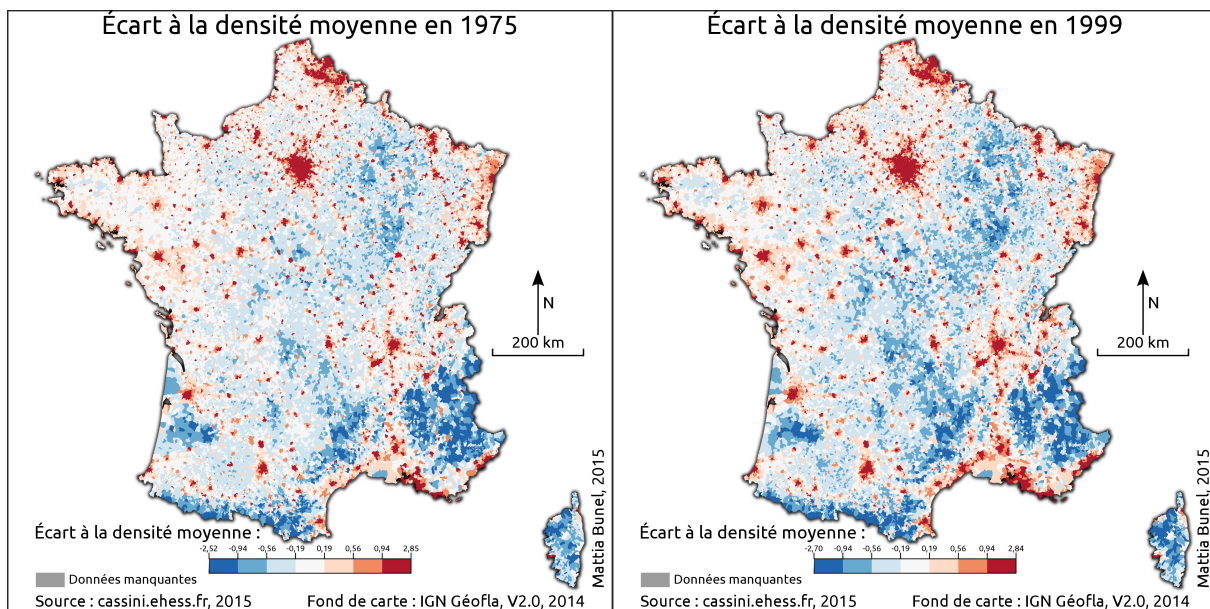 Écart à la densité moyenne en 1975
N
200 km
Mattia Bunel, 2015
Écart à la densité moyenne :
-2,52 -0,94 -0,56 -0,19 0,19 0,56 0,94 2,85
Données manquantes
Source : cassini.ehess.fr, 2015 Fond de carte : IGN Géofla, V2.0, 2014
Écart à la densité moyenne en 1999
N
200 km
Mattia Bunel, 2015
Écart à la densité moyenne :
-2,70 -0,94 -0,56 -0,19 0,19 0,56 0,94 2,84
Données manquantes
Source : cassini.ehess.fr, 2015 Fond de carte : IGN Géofla, V2.0, 2014